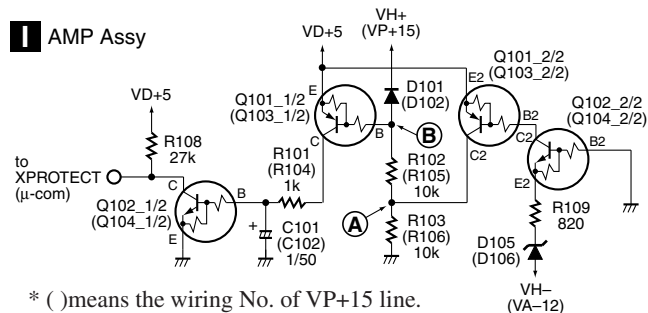 I AMP Assy
VD+5
VH+
(VP+15)
Q101_2/2
(Q103_2/2)
E2
VD+5
Q101_1/2
(Q103_1/2)
E
D101
(D102)
Q102_2/2
(Q104_2/2)
B
B
B2
C2
B2
R108
27k
C
R101
(R104)
1k
R102
(R105)
10k
C2
E2
to
XPROTECT
(μ-com)
C
B
Q102_1/2
(Q104_1/2)
A
R103
(R106)
10k
R109
820
E
+
C101
(C102)
1/50
D105
(D106)
VH–
(VA–12)
* ( )means the wiring No. of VP+15 line.